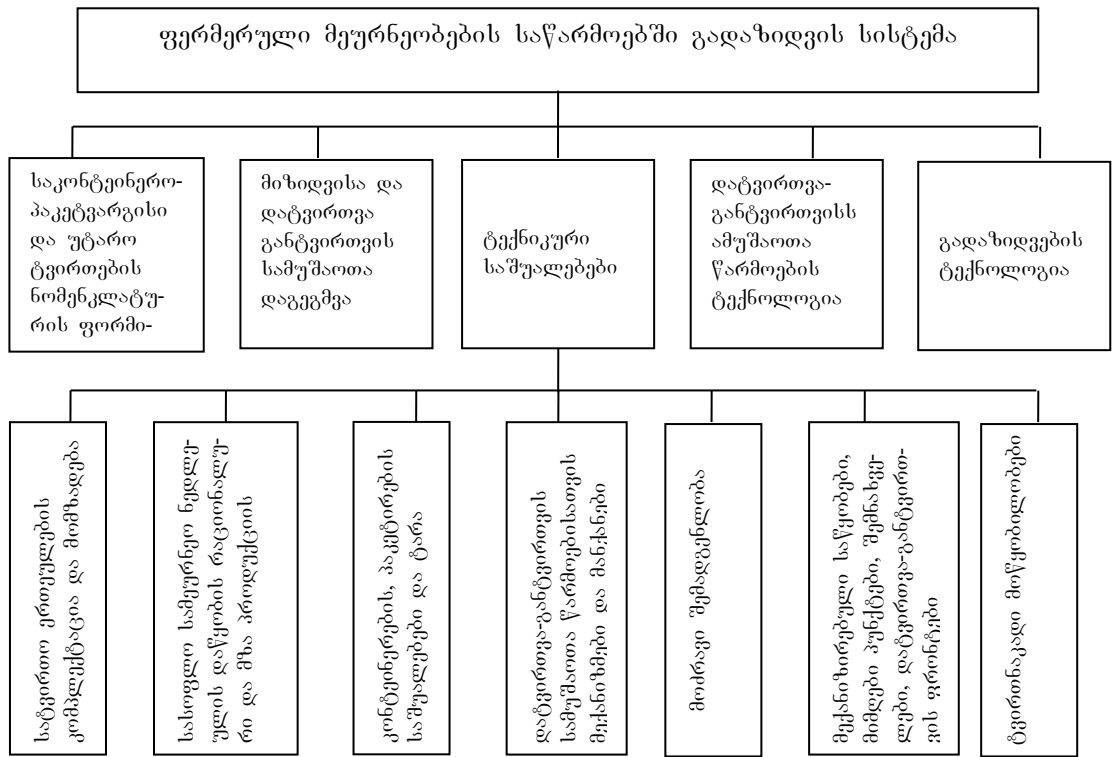 ფერმერული მეურნეობების საწარმოებში გადაზიდვის სისტემა
საკონტეინერო-
პაკეტვარგისი
და უტარო
ტვირთების
ნომენკლატუ-
რის ფორმი-
მიზიდვისა და
დატვირთვა
განტვირთვის
სამუშაოთა
დაგეგმვა
ტექნიკური
საშუალებები
დატვირთვა-
განტვირთვისს
ამუშაოთა
წარმოების
ტექნოლოგია
გადაზიდვების
ტექნოლოგია
სატვირთო ერთეულების
კომპლექტაცია და მომზადება
სასოფლო სამეურნეო ნედლე-
ულის დაწყობის რაციონალუ-
რი და მზა პროდუქციის
კონტეინერების, პაკეტირების
საშუალებები და ტარა
დატვირთვა-განტვირთვის
სამუშაოთა წარმოებისათვის
მექანიზმები და მანქანები
მოძრავი შემადგენლობა
მექანიზირებული საწყობები,
მიმღები პუნქტები, შემნახვე-
ლები, დატვირთვა-განტვირთ-
ვის ფრონტები
ტვირთნაკადი მოწყობილობები